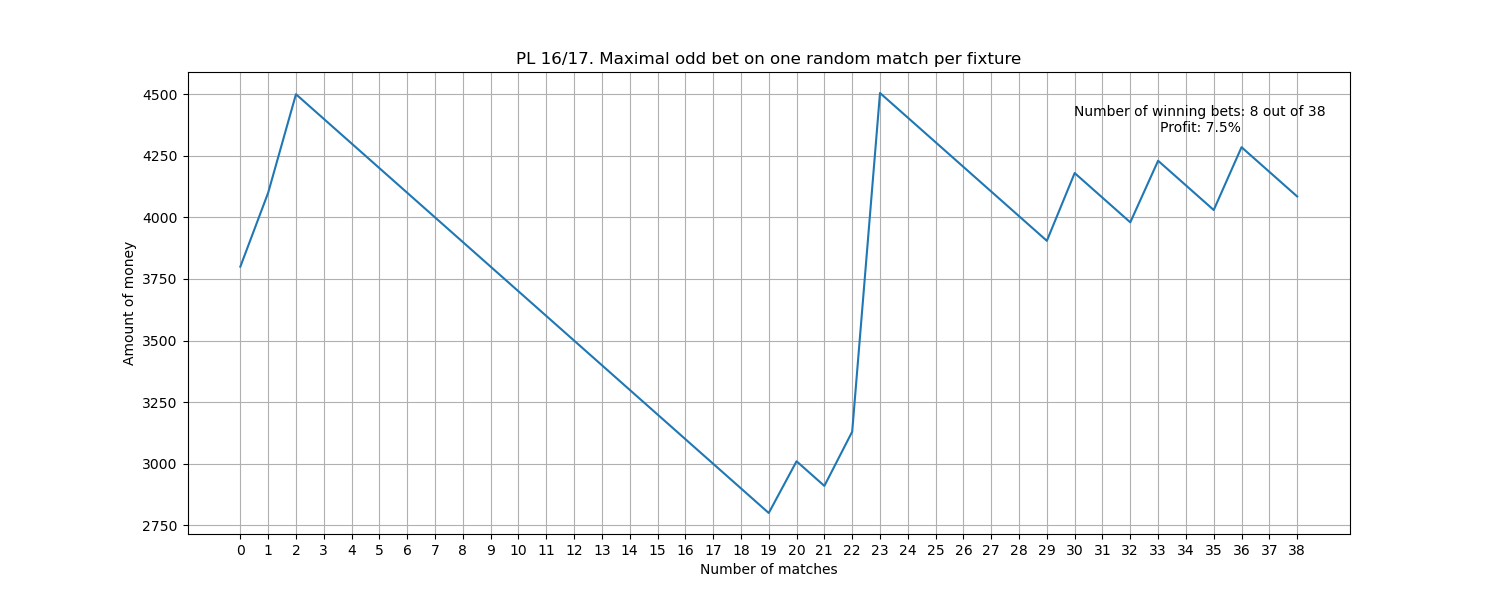 PL 16/17. Maximal odd bet on one random match per fixture
Number of winning bets: 8 out of 38
Profit: 7.5%
Amount of money
4500
4250
4000
3750
3500
3250
3000
2750
0 1 2 3 4 5 6 7 8 9 10 11 12 13 14 15 16 17 18 19 20 21 22 23 24 25 26 27 28 29 30 31 32 33 34 35 36 37 38
Number of matches